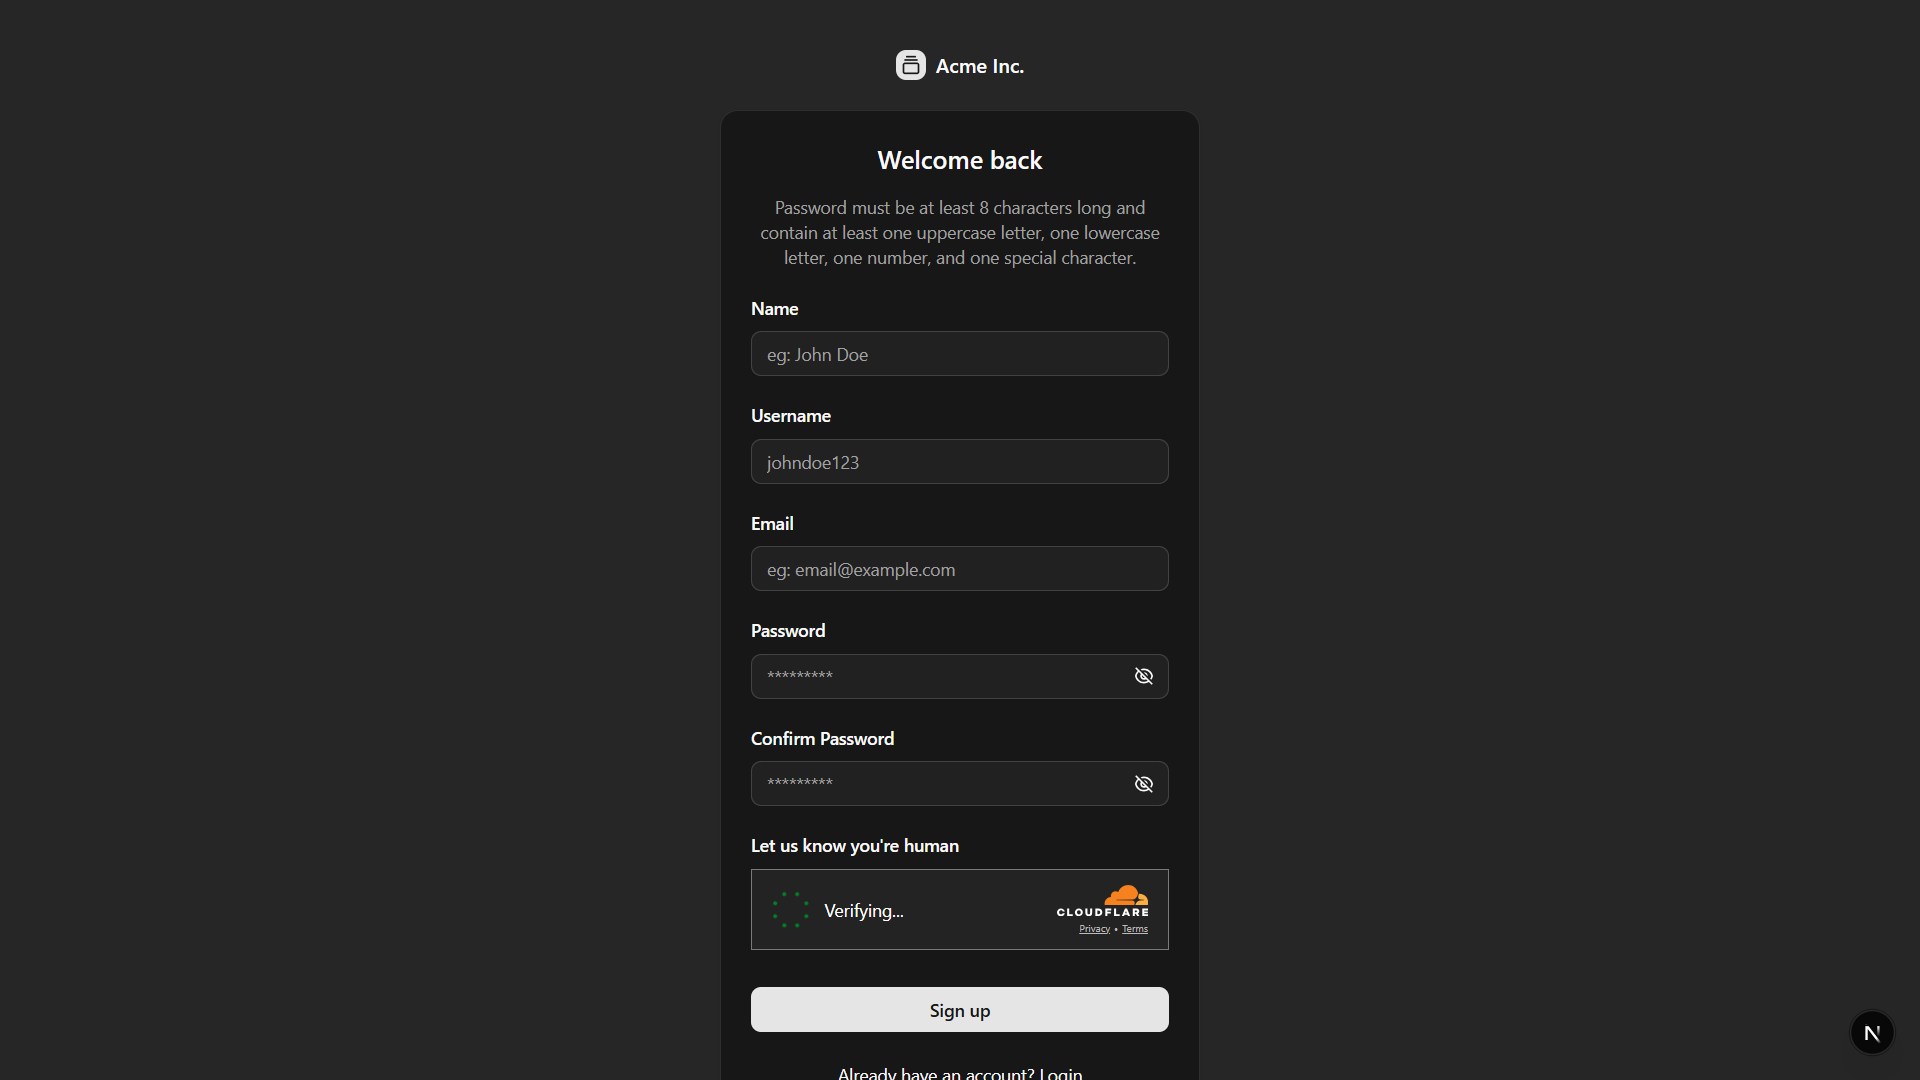 Acme Inc.
Welcome back
Password must be at least 8 characters long and
contain at least one uppercase letter, one lowercase
letter, one number, and one special character.
Name
eg: John Doe
Username
johndoe123
Email
eg: email@example.com
Password
*********
Confirm Password
*********
Let us know you're human
Verifying...
CLOUDFLARE
Privacy • Terms
Sign up
N
Already have an account? Login